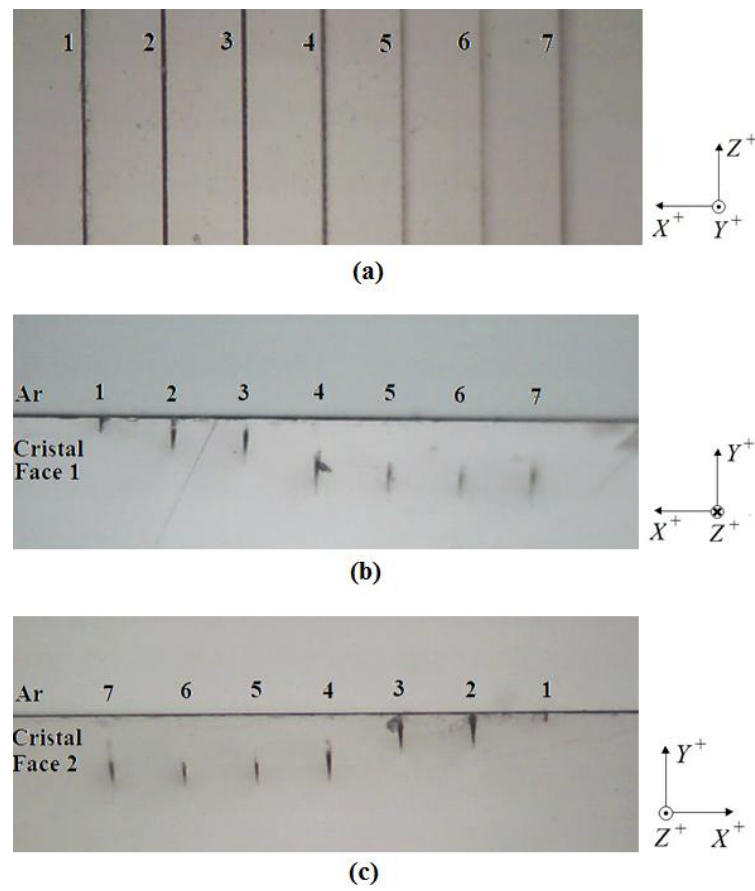 1 2 3 4 5 6 7
Z+
X+ Y+
(a)
Ar 1 2 3 4 5 6 7
Cristal
Face 1
Y+
X+ Z+
(b)
Ar 7 6 5 4 3 2 1
Cristal
Face 2
Y+
Z+ X+
(c)